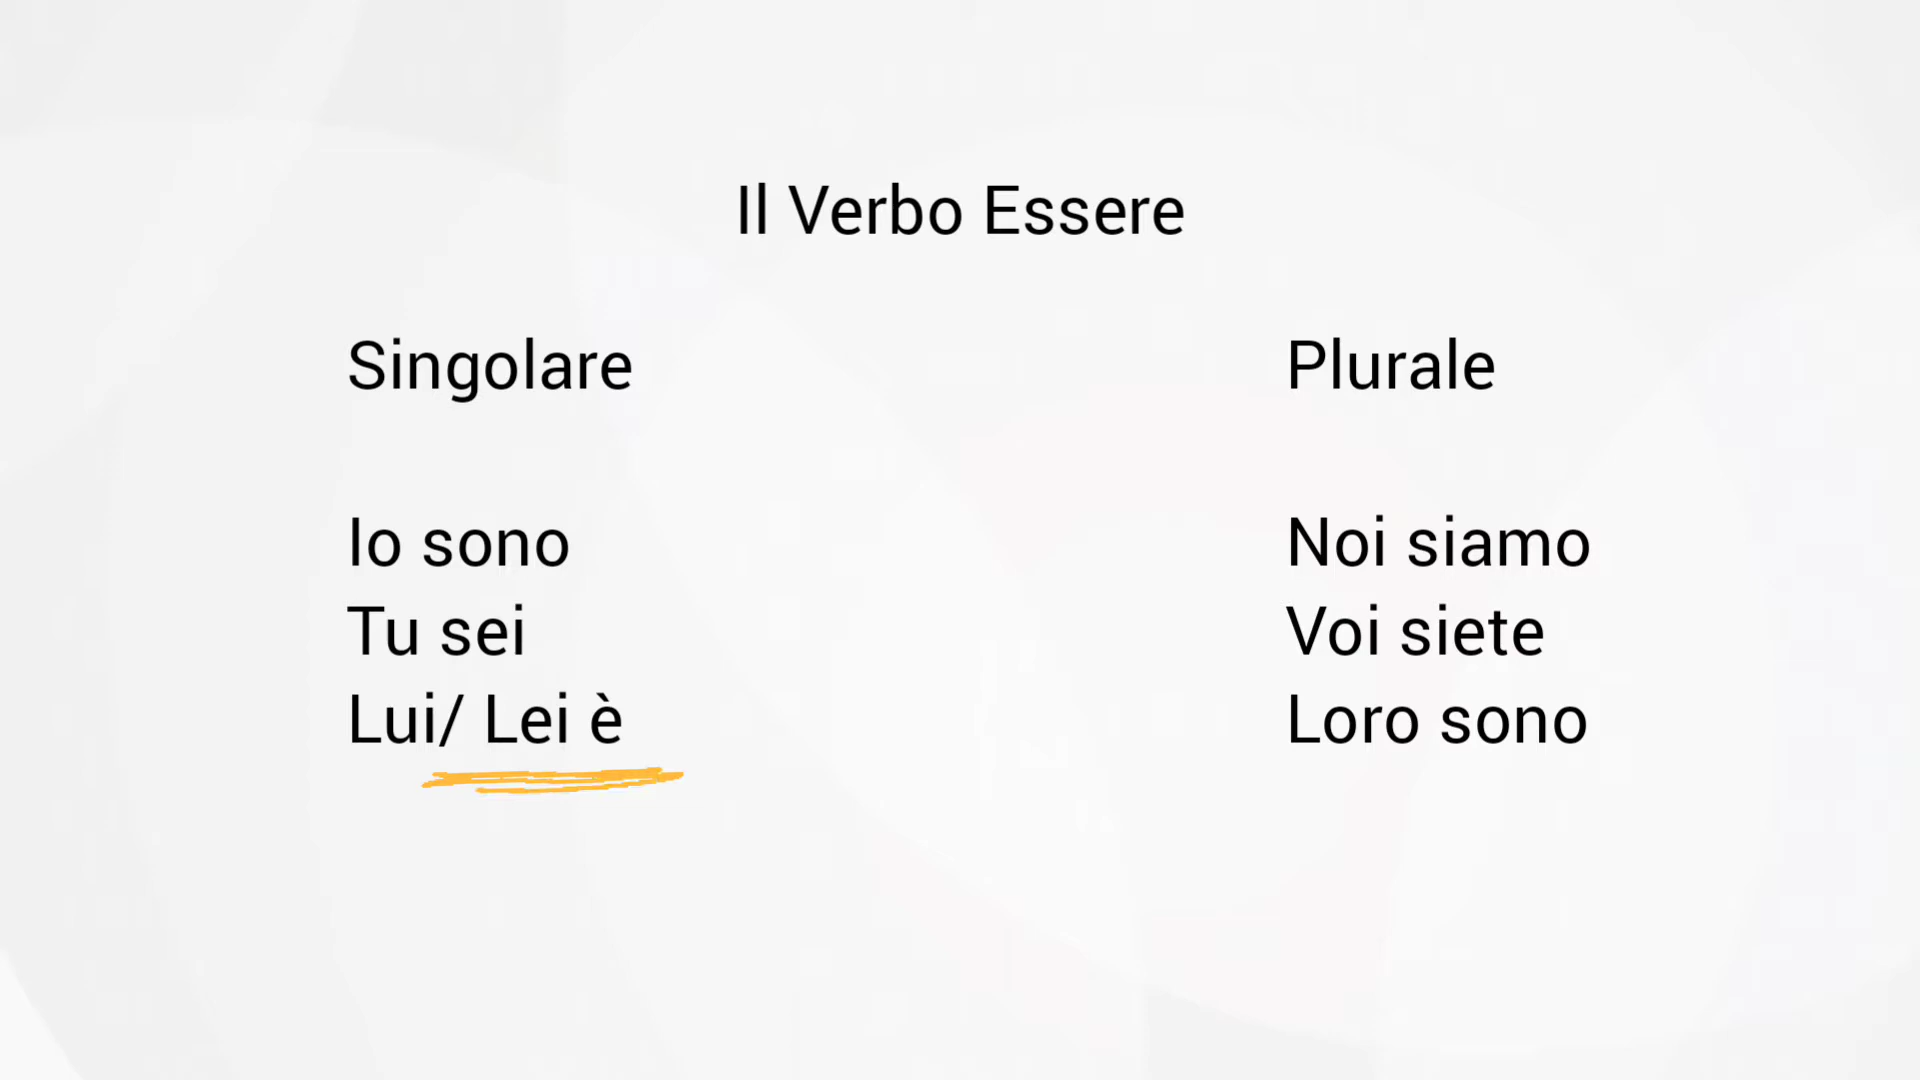 Il Verbo Essere
Singolare
Io sono
Tu sei
Lui/ Lei è
Plurale
Noi siamo
Voi siete
Loro sono